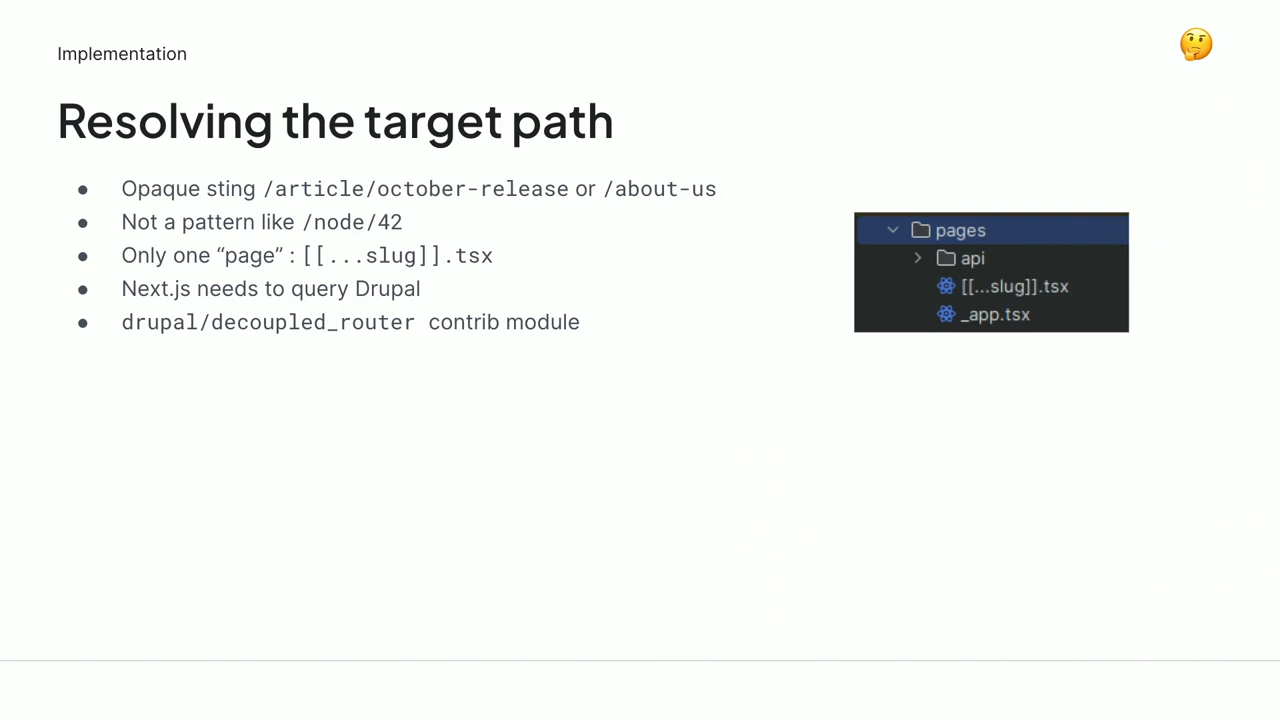 Implementation
Resolving the target path
● Opaque sting /article/october-release or /about-us
● Not a pattern like /node/42
● Only one “page” : [[...slug]].tsx
● Next.js needs to query Drupal
● drupal/decoupled_router contrib module
pages
api
[[...slug]].tsx
_app.tsx